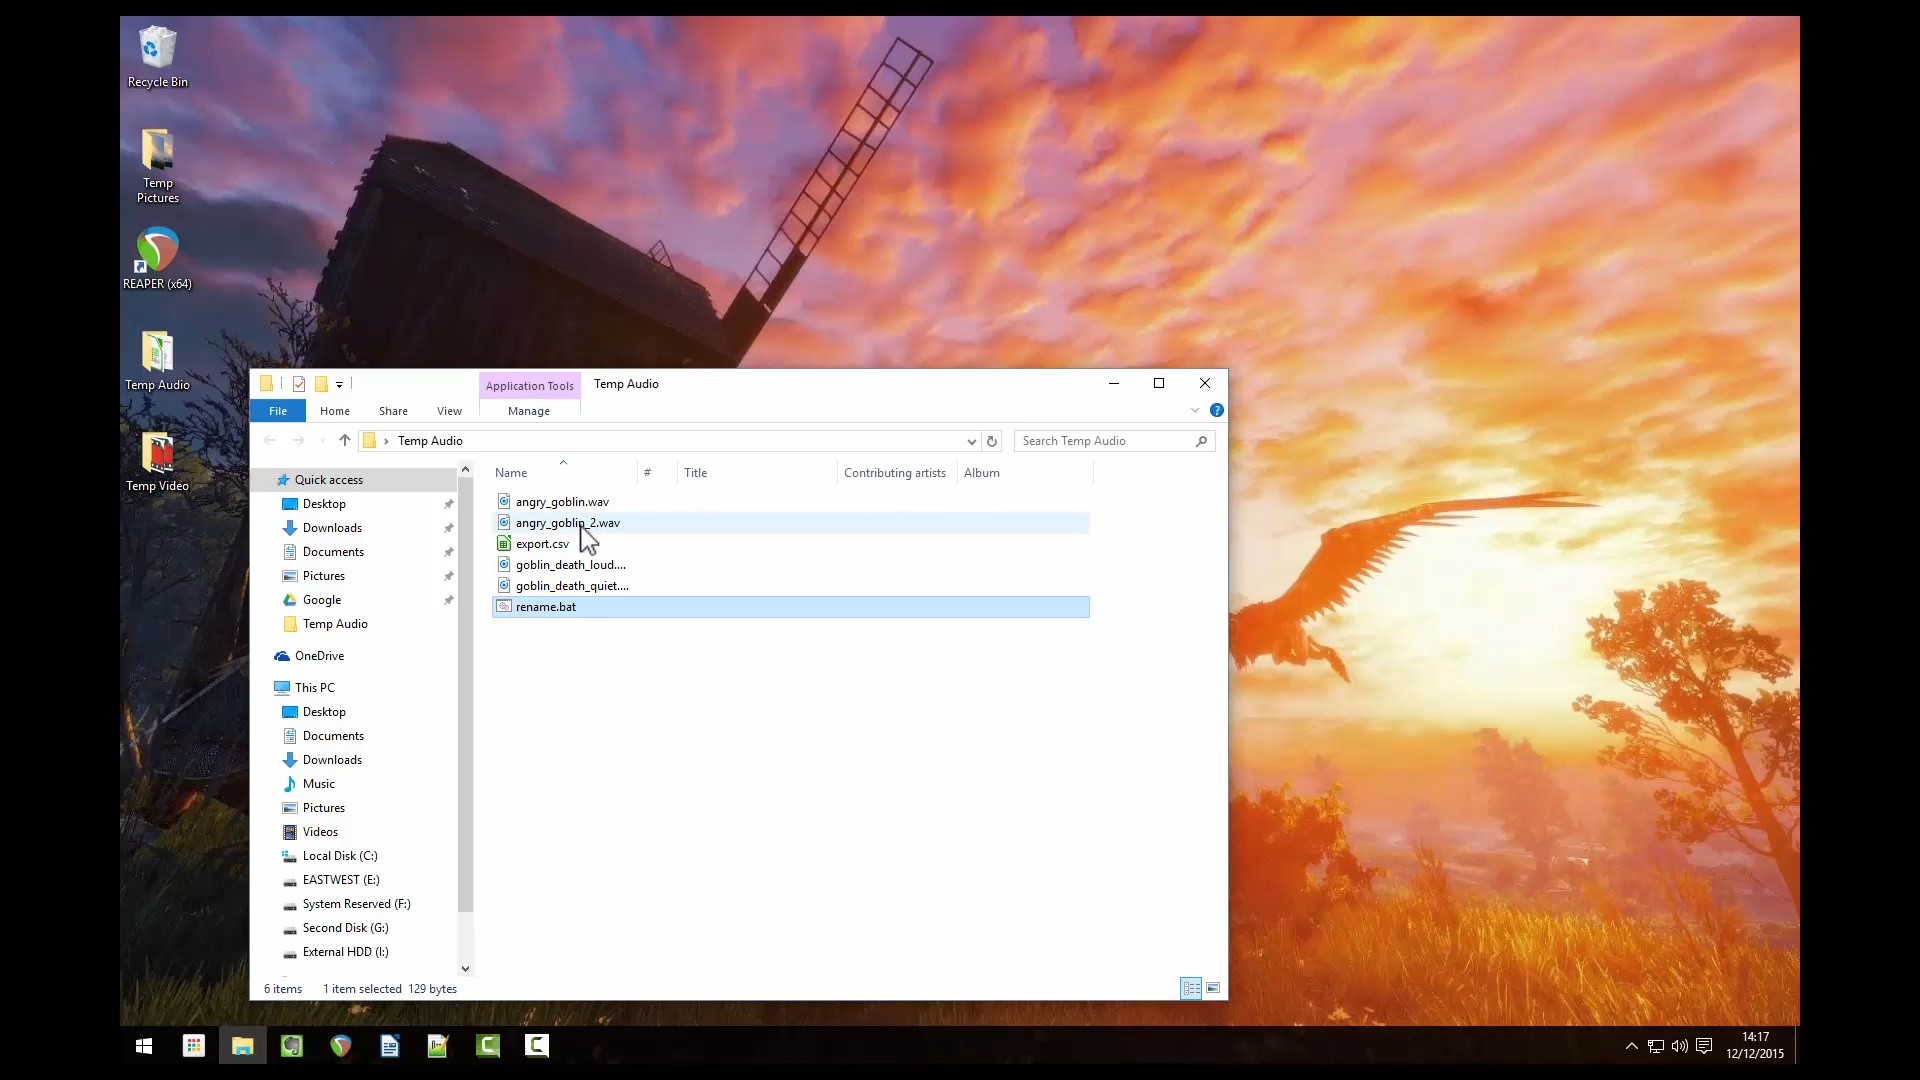 Recycle Bin
Temp
Pictures
REAPER (x64)
Temp Audio
Temp Video
Application Tools
Temp Audio
File
Home
Share
View
Manage
Temp Audio
Search Temp Audio
Name
#
Title
Contributing artists
Album
Quick access
Desktop
Downloads
Documents
Pictures
Google
Temp Audio
OneDrive
This PC
Desktop
Documents
Downloads
Music
Pictures
Videos
Local Disk (C:)
EASTWEST (E:)
System Reserved (F:)
Second Disk (G:)
External HDD (I:)
angry_goblin.wav
angry_goblin_2.wav
export.csv
goblin_death_loud....
goblin_death_quiet....
rename.bat
6 items 1 item selected 129 bytes
14:17
12/12/2015